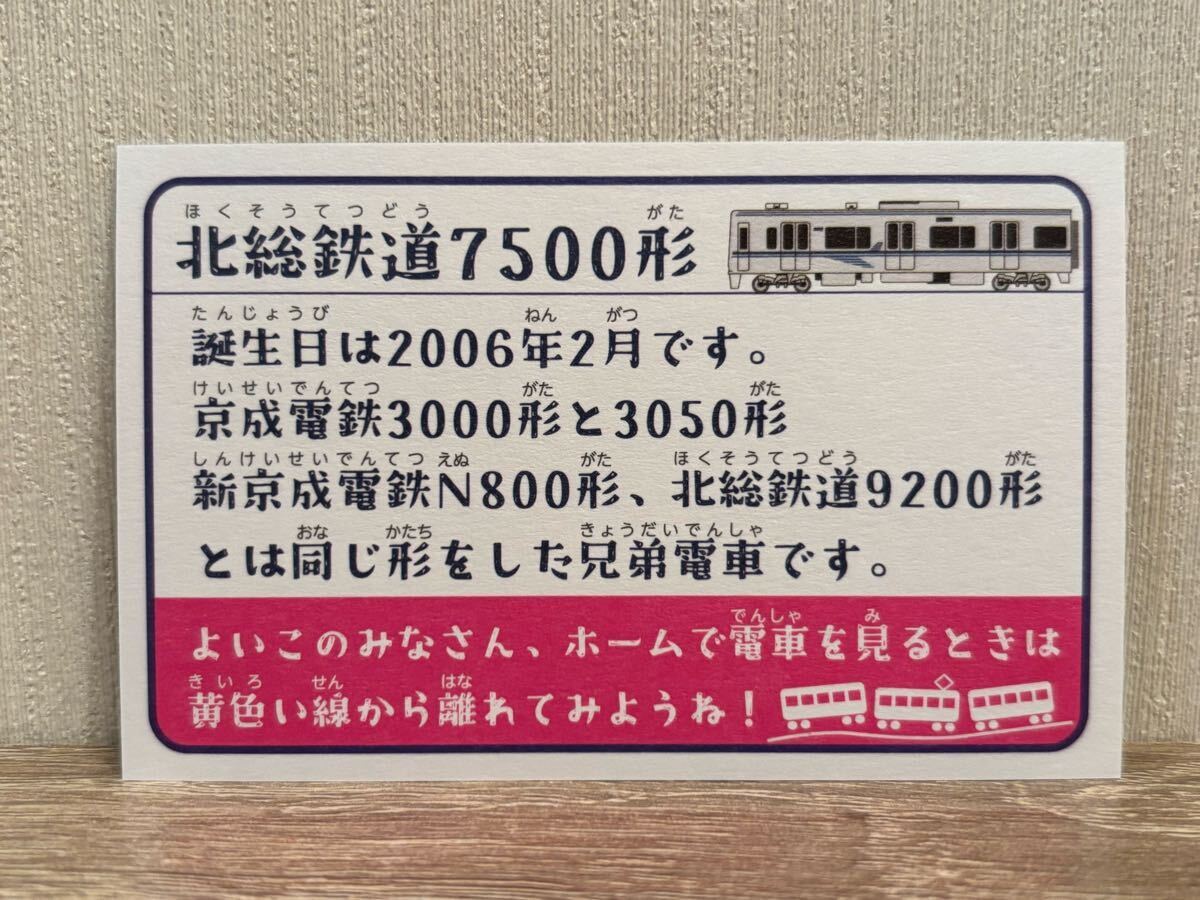 ほくそうてつどう がた
北総鉄道7500形
たんじょうび ねん がつ
誕生日は2006年2月です。
けいせいでんてつ がた がた
京成電鉄3000形と3050形
しんけいせいでんてつ えぬ がた ほくそうてつどう がた
新京成電鉄N800形、北総鉄道9200形
おな かたち きょうだいでんしゃ
とは同じ形をした兄弟電車です。
でんしゃ み
よいこのみなさん、ホームで電車を見るときは
きいろ せん はな
黄色い線から離れてみようね！